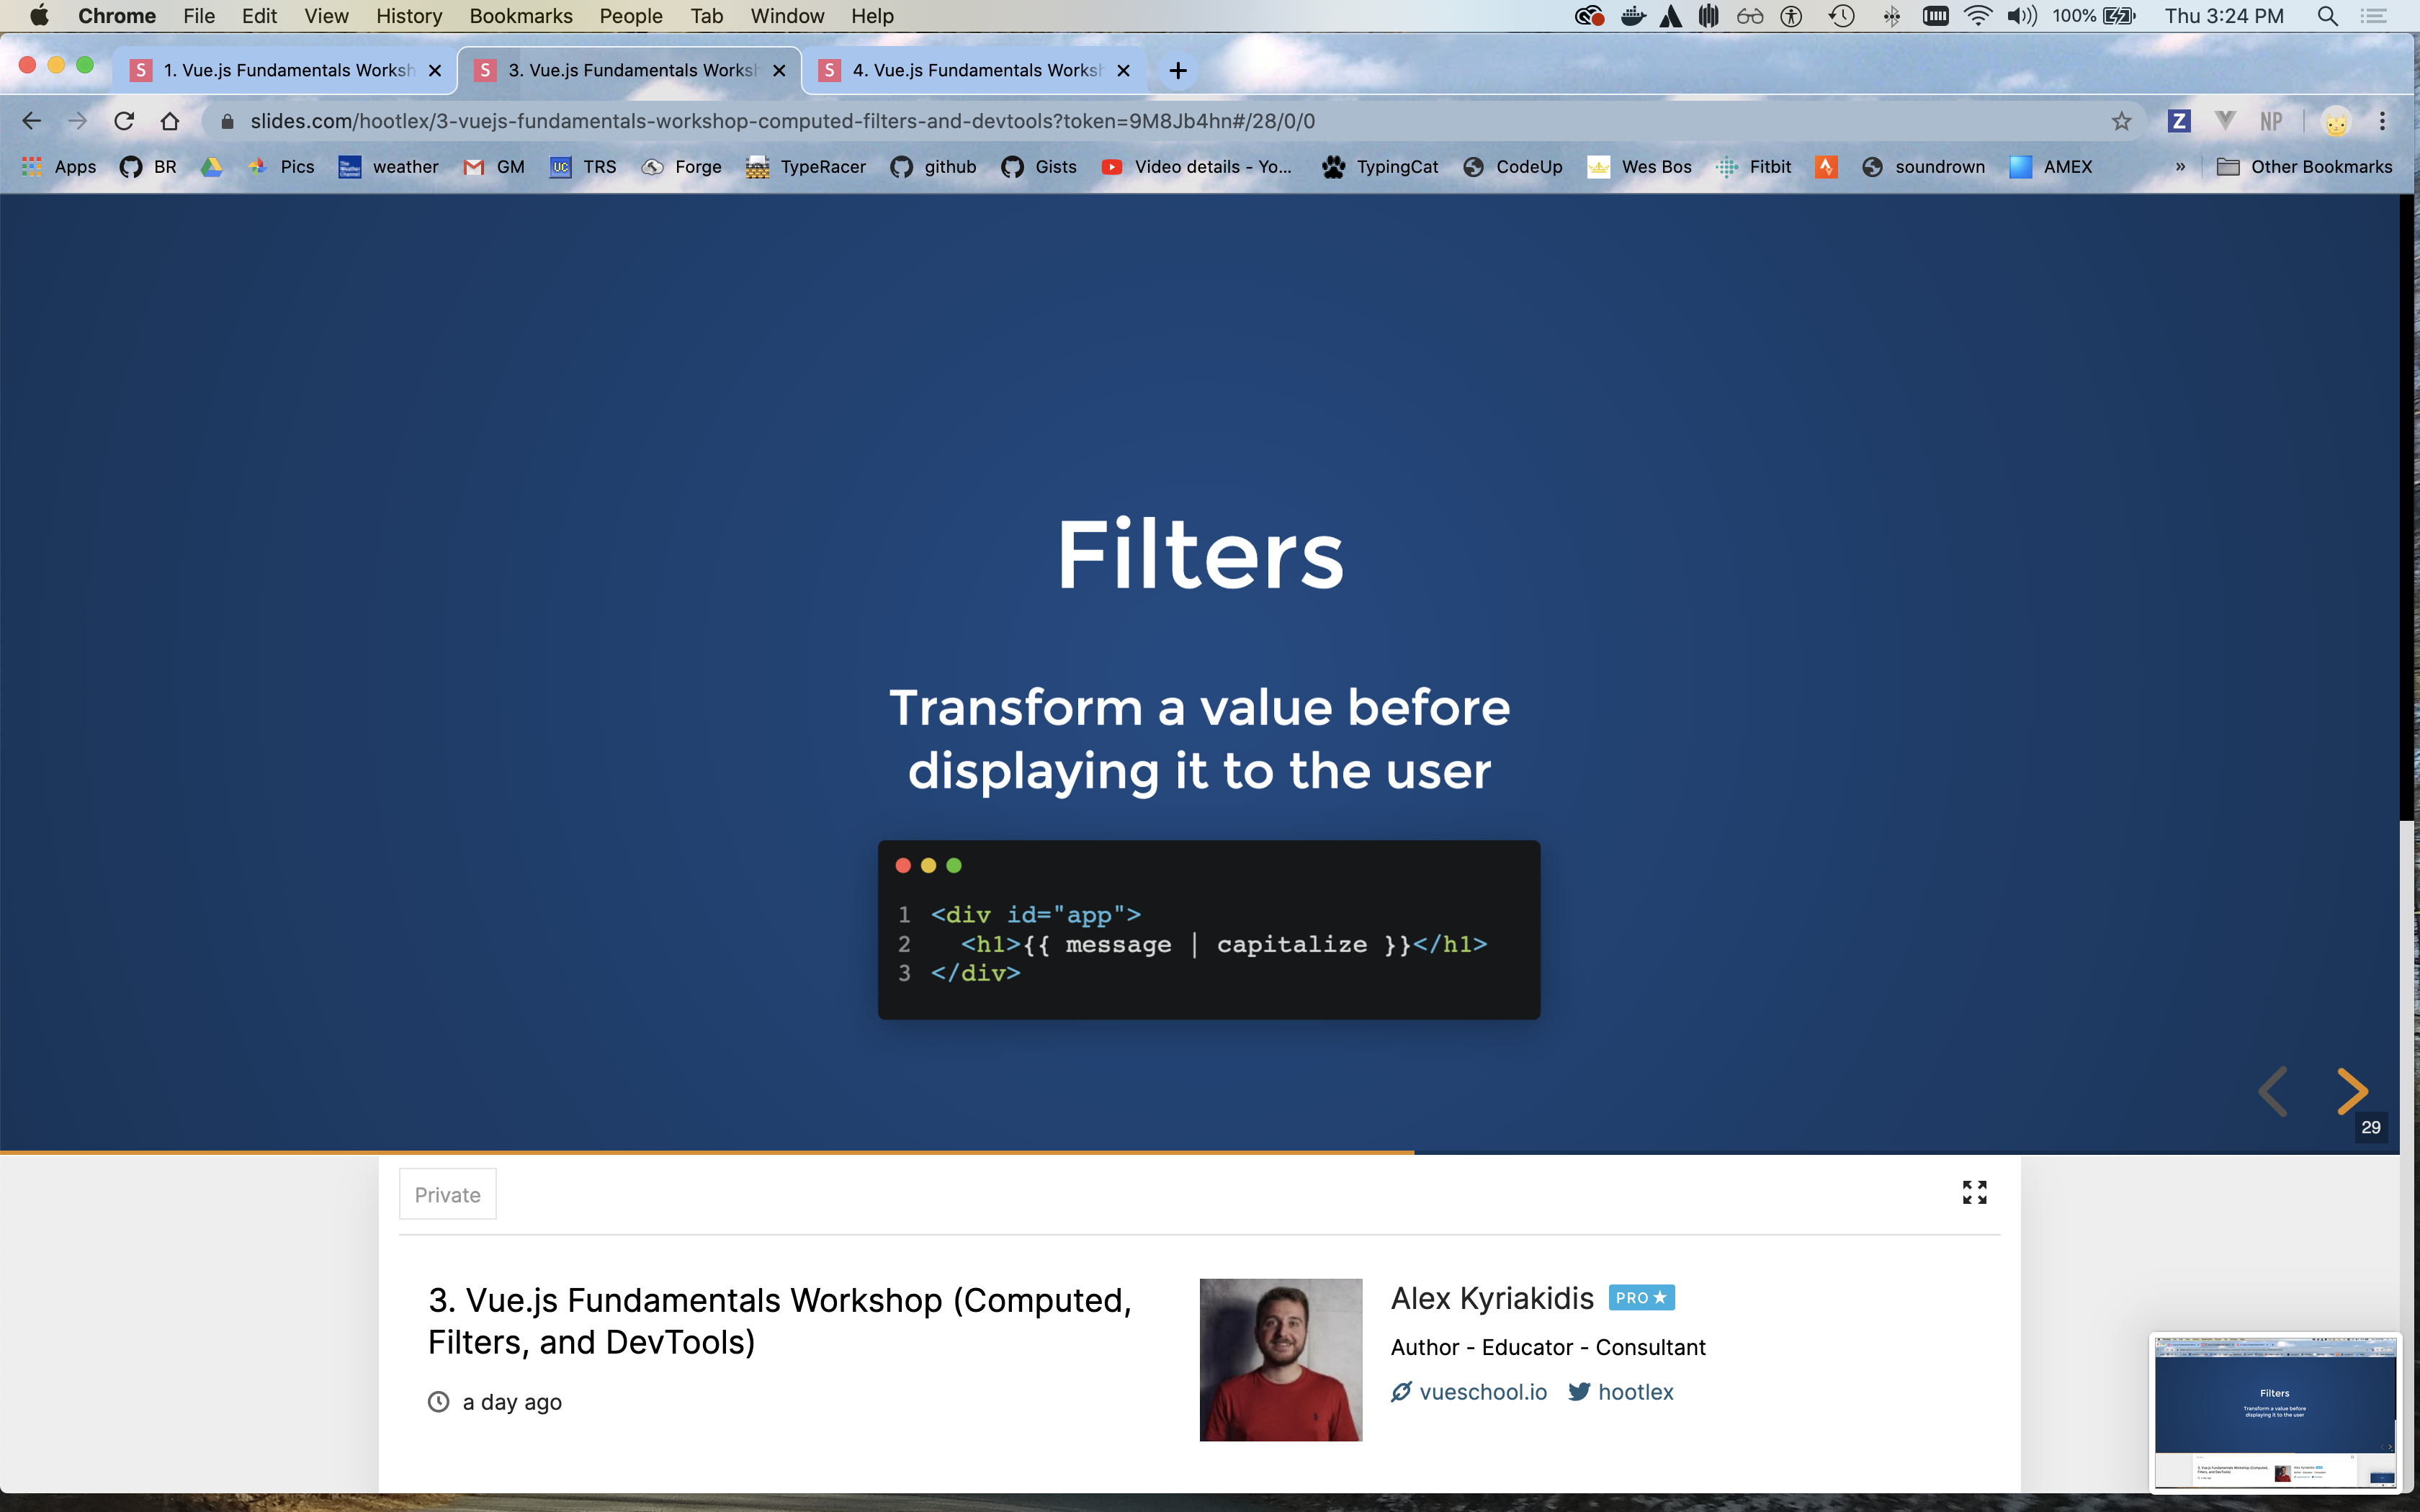 Chrome File Edit View History Bookmarks People Tab Window Help 100% Thu 3:24 PM
S 1. Vue.js Fundamentals Worksh S 3. Vue.js Fundamentals Works S 4. Vue.js Fundamentals Works
slides.com/hootlex/3-vuejs-fundamentals-workshop-computed-filters-and-devtools?token=9M8Jb4hn#/28/0/0 Z NP
Apps BR Pics weather GM UC TRS Forge TypeRacer github Gists Video details - Yo... TypingCat CodeUp Wes Bos Fitbit soundrown AMEX » Other Bookmarks
Filters
Transform a value before
displaying it to the user
1 <div id="app">
2 <h1>{{ message | capitalize }}</h1>
3 </div>
29
Private
3. Vue.js Fundamentals Workshop (Computed,
Filters, and DevTools)
a day ago
Alex Kyriakidis PRO
Author - Educator - Consultant
vueschool.io hootlex
Filters
Transform a value before
displaying it to the user